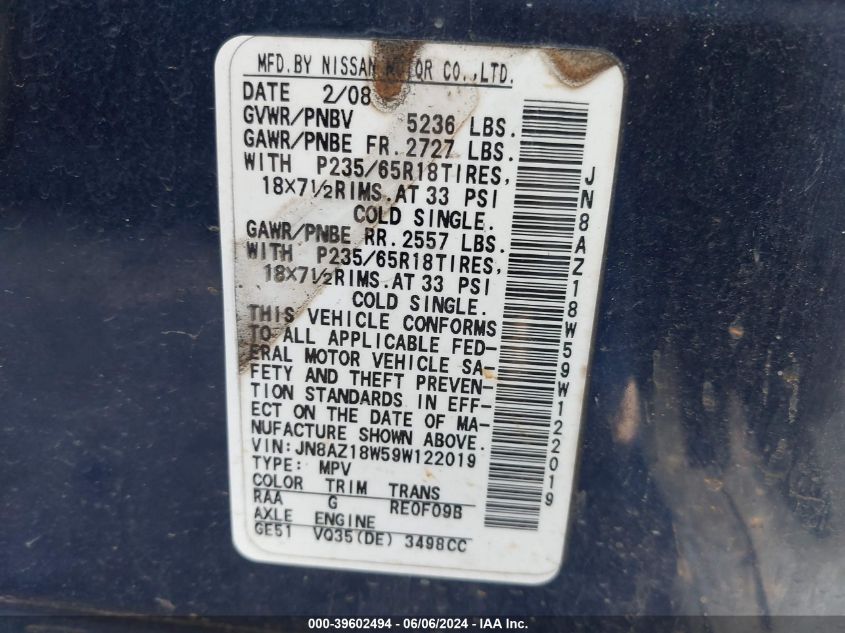 MFD.BY NISSAN MOTOR CO.,LTD.
DATE 2/08
GVWR/PNBV 5236 LBS.
GAWR/PNBE FR.2727 LBS.
WITH P235/65R18TIRES,
18×7½RIMS.AT 33 PSI
COLD SINGLE.
GAWR/PNBE RR.2557 LBS.
WITH P235/65R18TIRES,
18×7½RIMS.AT 33 PSI
COLD SINGLE.
THIS VEHICLE CONFORMS
TO ALL APPLICABLE FED-
ERAL MOTOR VEHICLE SA-
FETY AND THEFT PREVEN-
TION STANDARDS IN EFF-
ECT ON THE DATE OF MA-
NUFACTURE SHOWN ABOVE.
VIN:JN8AZ18W59W122019
TYPE: MPV
COLOR TRIM TRANS
RAA G RE0F09B
AXLE ENGINE
GE51 VQ35(DE) 3498CC
JN8AZ18W59W122019
000-39602494 - 06/06/2024 - IAA Inc.